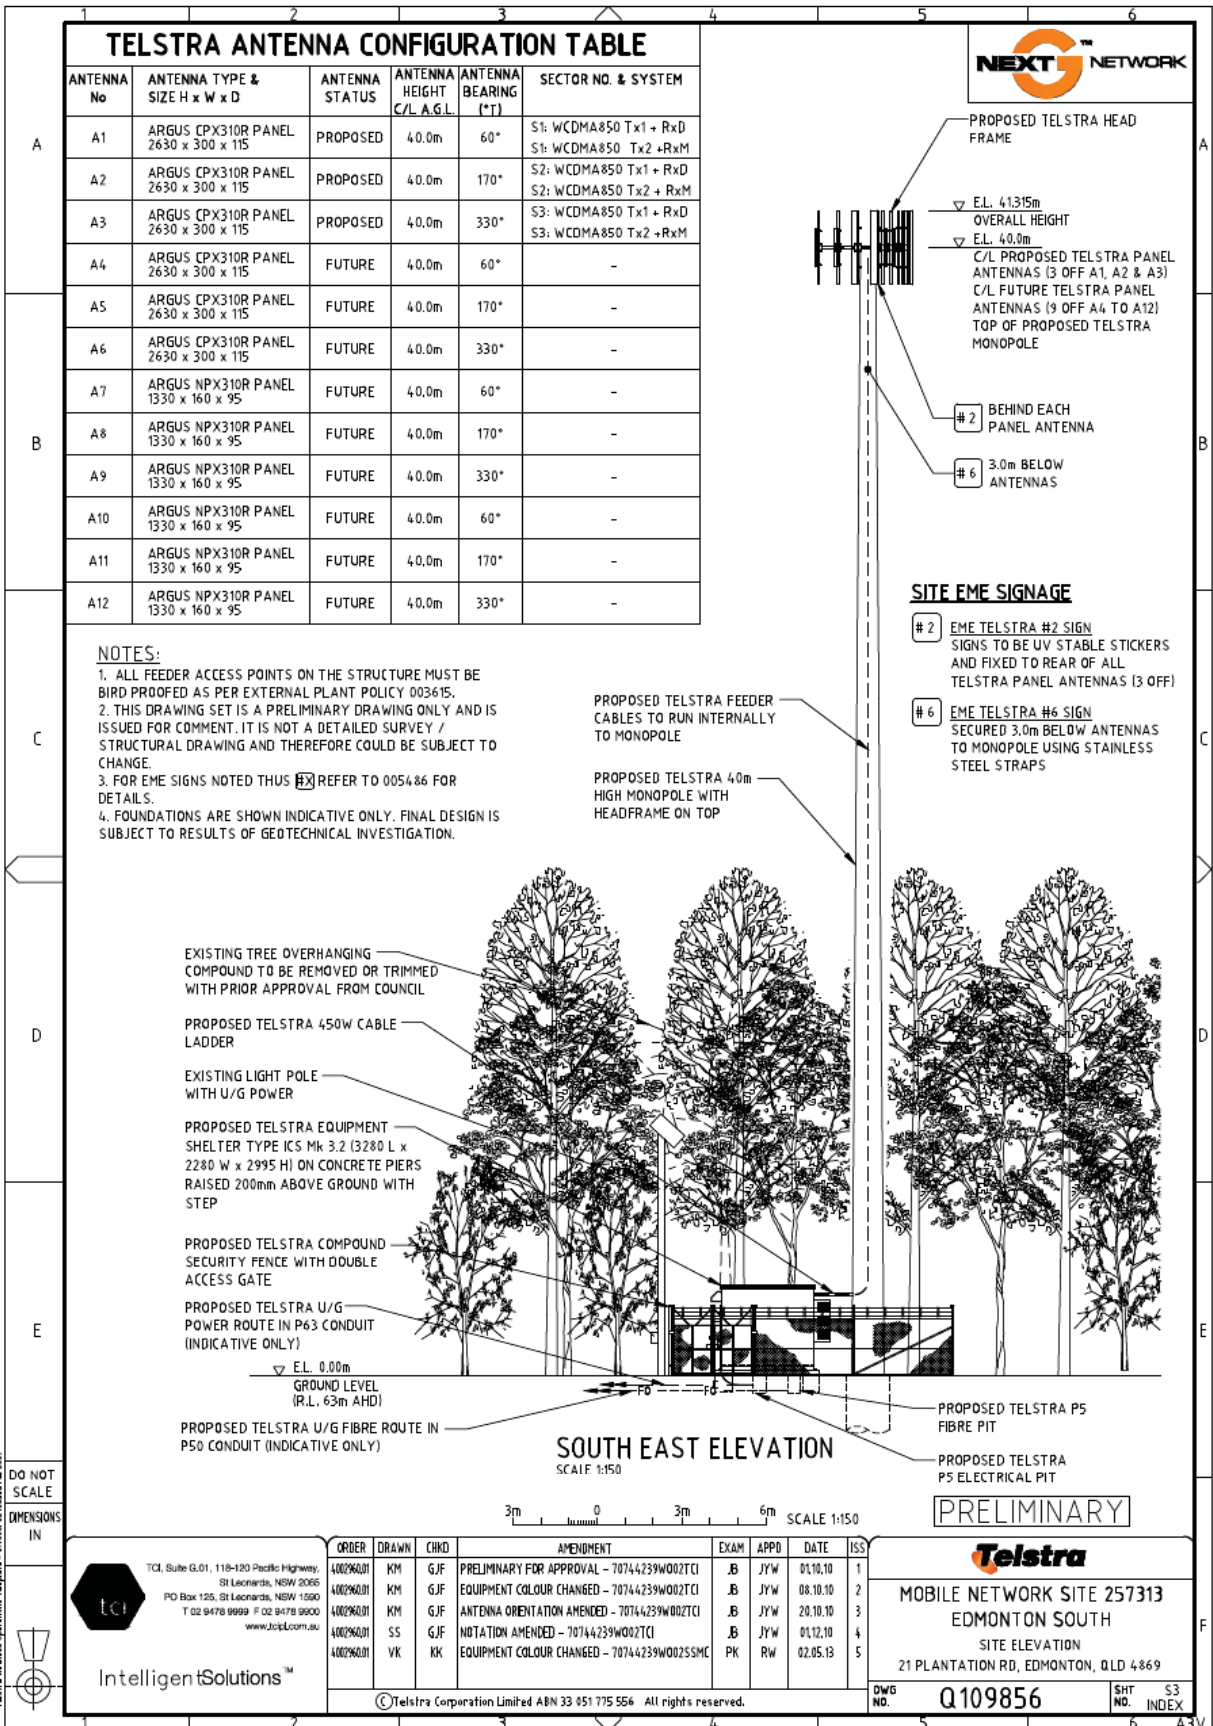 1 2 3 4 5 6
TELSTRA ANTENNA CONFIGURATION TABLE
ANTENNA No | ANTENNA TYPE & SIZE H x W x D | ANTENNA STATUS | ANTENNA HEIGHT C/L A.G.L. | ANTENNA BEARING (°T) | SECTOR NO. & SYSTEM
A1 | ARGUS CPX310R PANEL 2630 x 300 x 115 | PROPOSED | 40.0m | 60° | S1: WCDMA850 Tx1 + RxD S1: WCDMA850 Tx2 +RxM
A2 | ARGUS CPX310R PANEL 2630 x 300 x 115 | PROPOSED | 40.0m | 170° | S2: WCDMA850 Tx1 + RxD S2: WCDMA850 Tx2 + RxM
A3 | ARGUS CPX310R PANEL 2630 x 300 x 115 | PROPOSED | 40.0m | 330° | S3: WCDMA850 Tx1 + RxD S3: WCDMA850 Tx2 +RxM
A4 | ARGUS CPX310R PANEL 2630 x 300 x 115 | FUTURE | 40.0m | 60° | -
A5 | ARGUS CPX310R PANEL 2630 x 300 x 115 | FUTURE | 40.0m | 170° | -
A6 | ARGUS CPX310R PANEL 2630 x 300 x 115 | FUTURE | 40.0m | 330° | -
A7 | ARGUS NPX310R PANEL 1330 x 160 x 95 | FUTURE | 40.0m | 60° | -
A8 | ARGUS NPX310R PANEL 1330 x 160 x 95 | FUTURE | 40.0m | 170° | -
A9 | ARGUS NPX310R PANEL 1330 x 160 x 95 | FUTURE | 40.0m | 330° | -
A10 | ARGUS NPX310R PANEL 1330 x 160 x 95 | FUTURE | 40.0m | 60° | -
A11 | ARGUS NPX310R PANEL 1330 x 160 x 95 | FUTURE | 40.0m | 170° | -
A12 | ARGUS NPX310R PANEL 1330 x 160 x 95 | FUTURE | 40.0m | 330° | -
NEXTG™ NETWORK
PROPOSED TELSTRA HEAD
FRAME
E.L. 41.315m
OVERALL HEIGHT
E.L. 40.0m
C/L PROPOSED TELSTRA PANEL
ANTENNAS (3 OFF A1, A2 & A3)
C/L FUTURE TELSTRA PANEL
ANTENNAS (9 OFF A4 TO A12)
TOP OF PROPOSED TELSTRA
MONOPOLE
#2 BEHIND EACH
PANEL ANTENNA
#6 3.0m BELOW
ANTENNAS
SITE EME SIGNAGE
#2 EME TELSTRA #2 SIGN
SIGNS TO BE UV STABLE STICKERS
AND FIXED TO REAR OF ALL
TELSTRA PANEL ANTENNAS (3 OFF)
#6 EME TELSTRA #6 SIGN
SECURED 3.0m BELOW ANTENNAS
TO MONOPOLE USING STAINLESS
STEEL STRAPS
NOTES:
1. ALL FEEDER ACCESS POINTS ON THE STRUCTURE MUST BE
BIRD PROOFED AS PER EXTERNAL PLANT POLICY 003615.
2. THIS DRAWING SET IS A PRELIMINARY DRAWING ONLY AND IS
ISSUED FOR COMMENT. IT IS NOT A DETAILED SURVEY /
STRUCTURAL DRAWING AND THEREFORE COULD BE SUBJECT TO
CHANGE.
3. FOR EME SIGNS NOTED THUS #X REFER TO 005486 FOR
DETAILS.
4. FOUNDATIONS ARE SHOWN INDICATIVE ONLY. FINAL DESIGN IS
SUBJECT TO RESULTS OF GEOTECHNICAL INVESTIGATION.
PROPOSED TELSTRA FEEDER
CABLES TO RUN INTERNALLY
TO MONOPOLE
PROPOSED TELSTRA 40m
HIGH MONOPOLE WITH
HEADFRAME ON TOP
EXISTING TREE OVERHANGING
COMPOUND TO BE REMOVED OR TRIMMED
WITH PRIOR APPROVAL FROM COUNCIL
PROPOSED TELSTRA 450W CABLE
LADDER
EXISTING LIGHT POLE
WITH U/G POWER
PROPOSED TELSTRA EQUIPMENT
SHELTER TYPE ICS Mk 3.2 (3280 L x
2280 W x 2995 H) ON CONCRETE PIERS
RAISED 200mm ABOVE GROUND WITH
STEP
PROPOSED TELSTRA COMPOUND
SECURITY FENCE WITH DOUBLE
ACCESS GATE
PROPOSED TELSTRA U/G
POWER ROUTE IN P63 CONDUIT
(INDICATIVE ONLY)
E.L. 0.00m
GROUND LEVEL
(R.L. 63m AHD)
FO FO
PROPOSED TELSTRA U/G FIBRE ROUTE IN
P50 CONDUIT (INDICATIVE ONLY)
PROPOSED TELSTRA P5
FIBRE PIT
PROPOSED TELSTRA
P5 ELECTRICAL PIT
SOUTH EAST ELEVATION
SCALE 1:150
3m 0 3m 6m SCALE 1:150
PRELIMINARY
A A
B B
C C
D D
E E
F
DO NOT
SCALE
DIMENSIONS
IN
tci
TCI, Suite G.01, 118-120 Pacific Highway,
St Leonards, NSW 2065
PO Box 125, St Leonards, NSW 1590
T 02 9478 9999 F 02 9478 9900
www.tcipl.com.au
IntelligentSolutions™
ORDER | DRAWN | CHKD | AMENDMENT | EXAM | APPD | DATE | ISS
4002960.01 | KM | GJF | PRELIMINARY FOR APPROVAL - 70744239W002TCI | JB | JYW | 01.10.10 | 1
4002960.01 | KM | GJF | EQUIPMENT COLOUR CHANGED - 70744239W002TCI | JB | JYW | 08.10.10 | 2
4002960.01 | KM | GJF | ANTENNA ORIENTATION AMENDED - 70744239W002TCI | JB | JYW | 20.10.10 | 3
4002960.01 | SS | GJF | NOTATION AMENDED - 70744239W002TCI | JB | JYW | 01.12.10 | 4
4002960.01 | VK | KK | EQUIPMENT COLOUR CHANGED - 70744239W002SSMC | PK | RW | 02.05.13 | 5
© Telstra Corporation Limited ABN 33 051 775 556 All rights reserved.
Telstra
MOBILE NETWORK SITE 257313
EDMONTON SOUTH
SITE ELEVATION
21 PLANTATION RD, EDMONTON, QLD 4869
DWG NO. Q109856 SHT NO. S3 INDEX
1 2 3 4 5 6 A3V